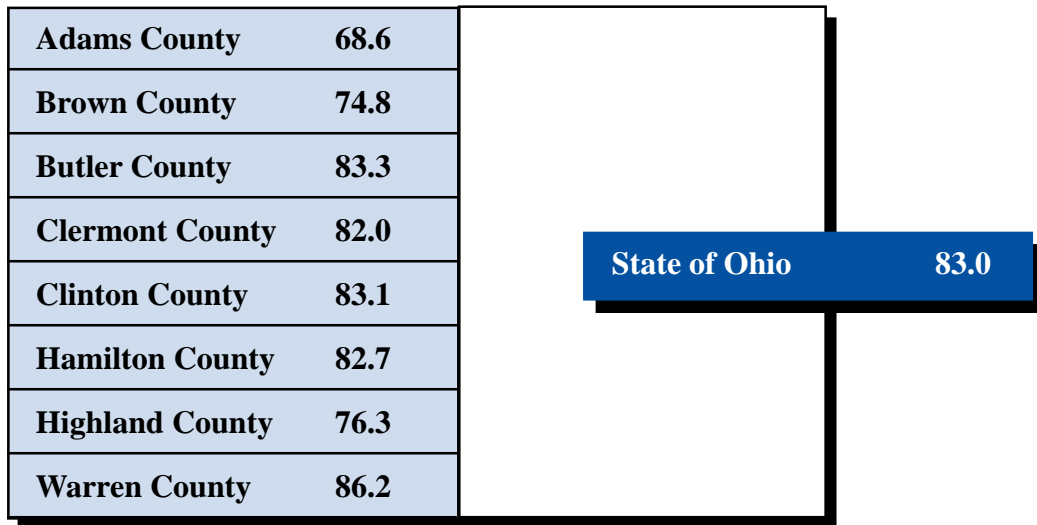 Adams County 68.6
Brown County 74.8
Butler County 83.3
Clermont County 82.0
Clinton County 83.1
Hamilton County 82.7
Highland County 76.3
Warren County 86.2
State of Ohio 83.0